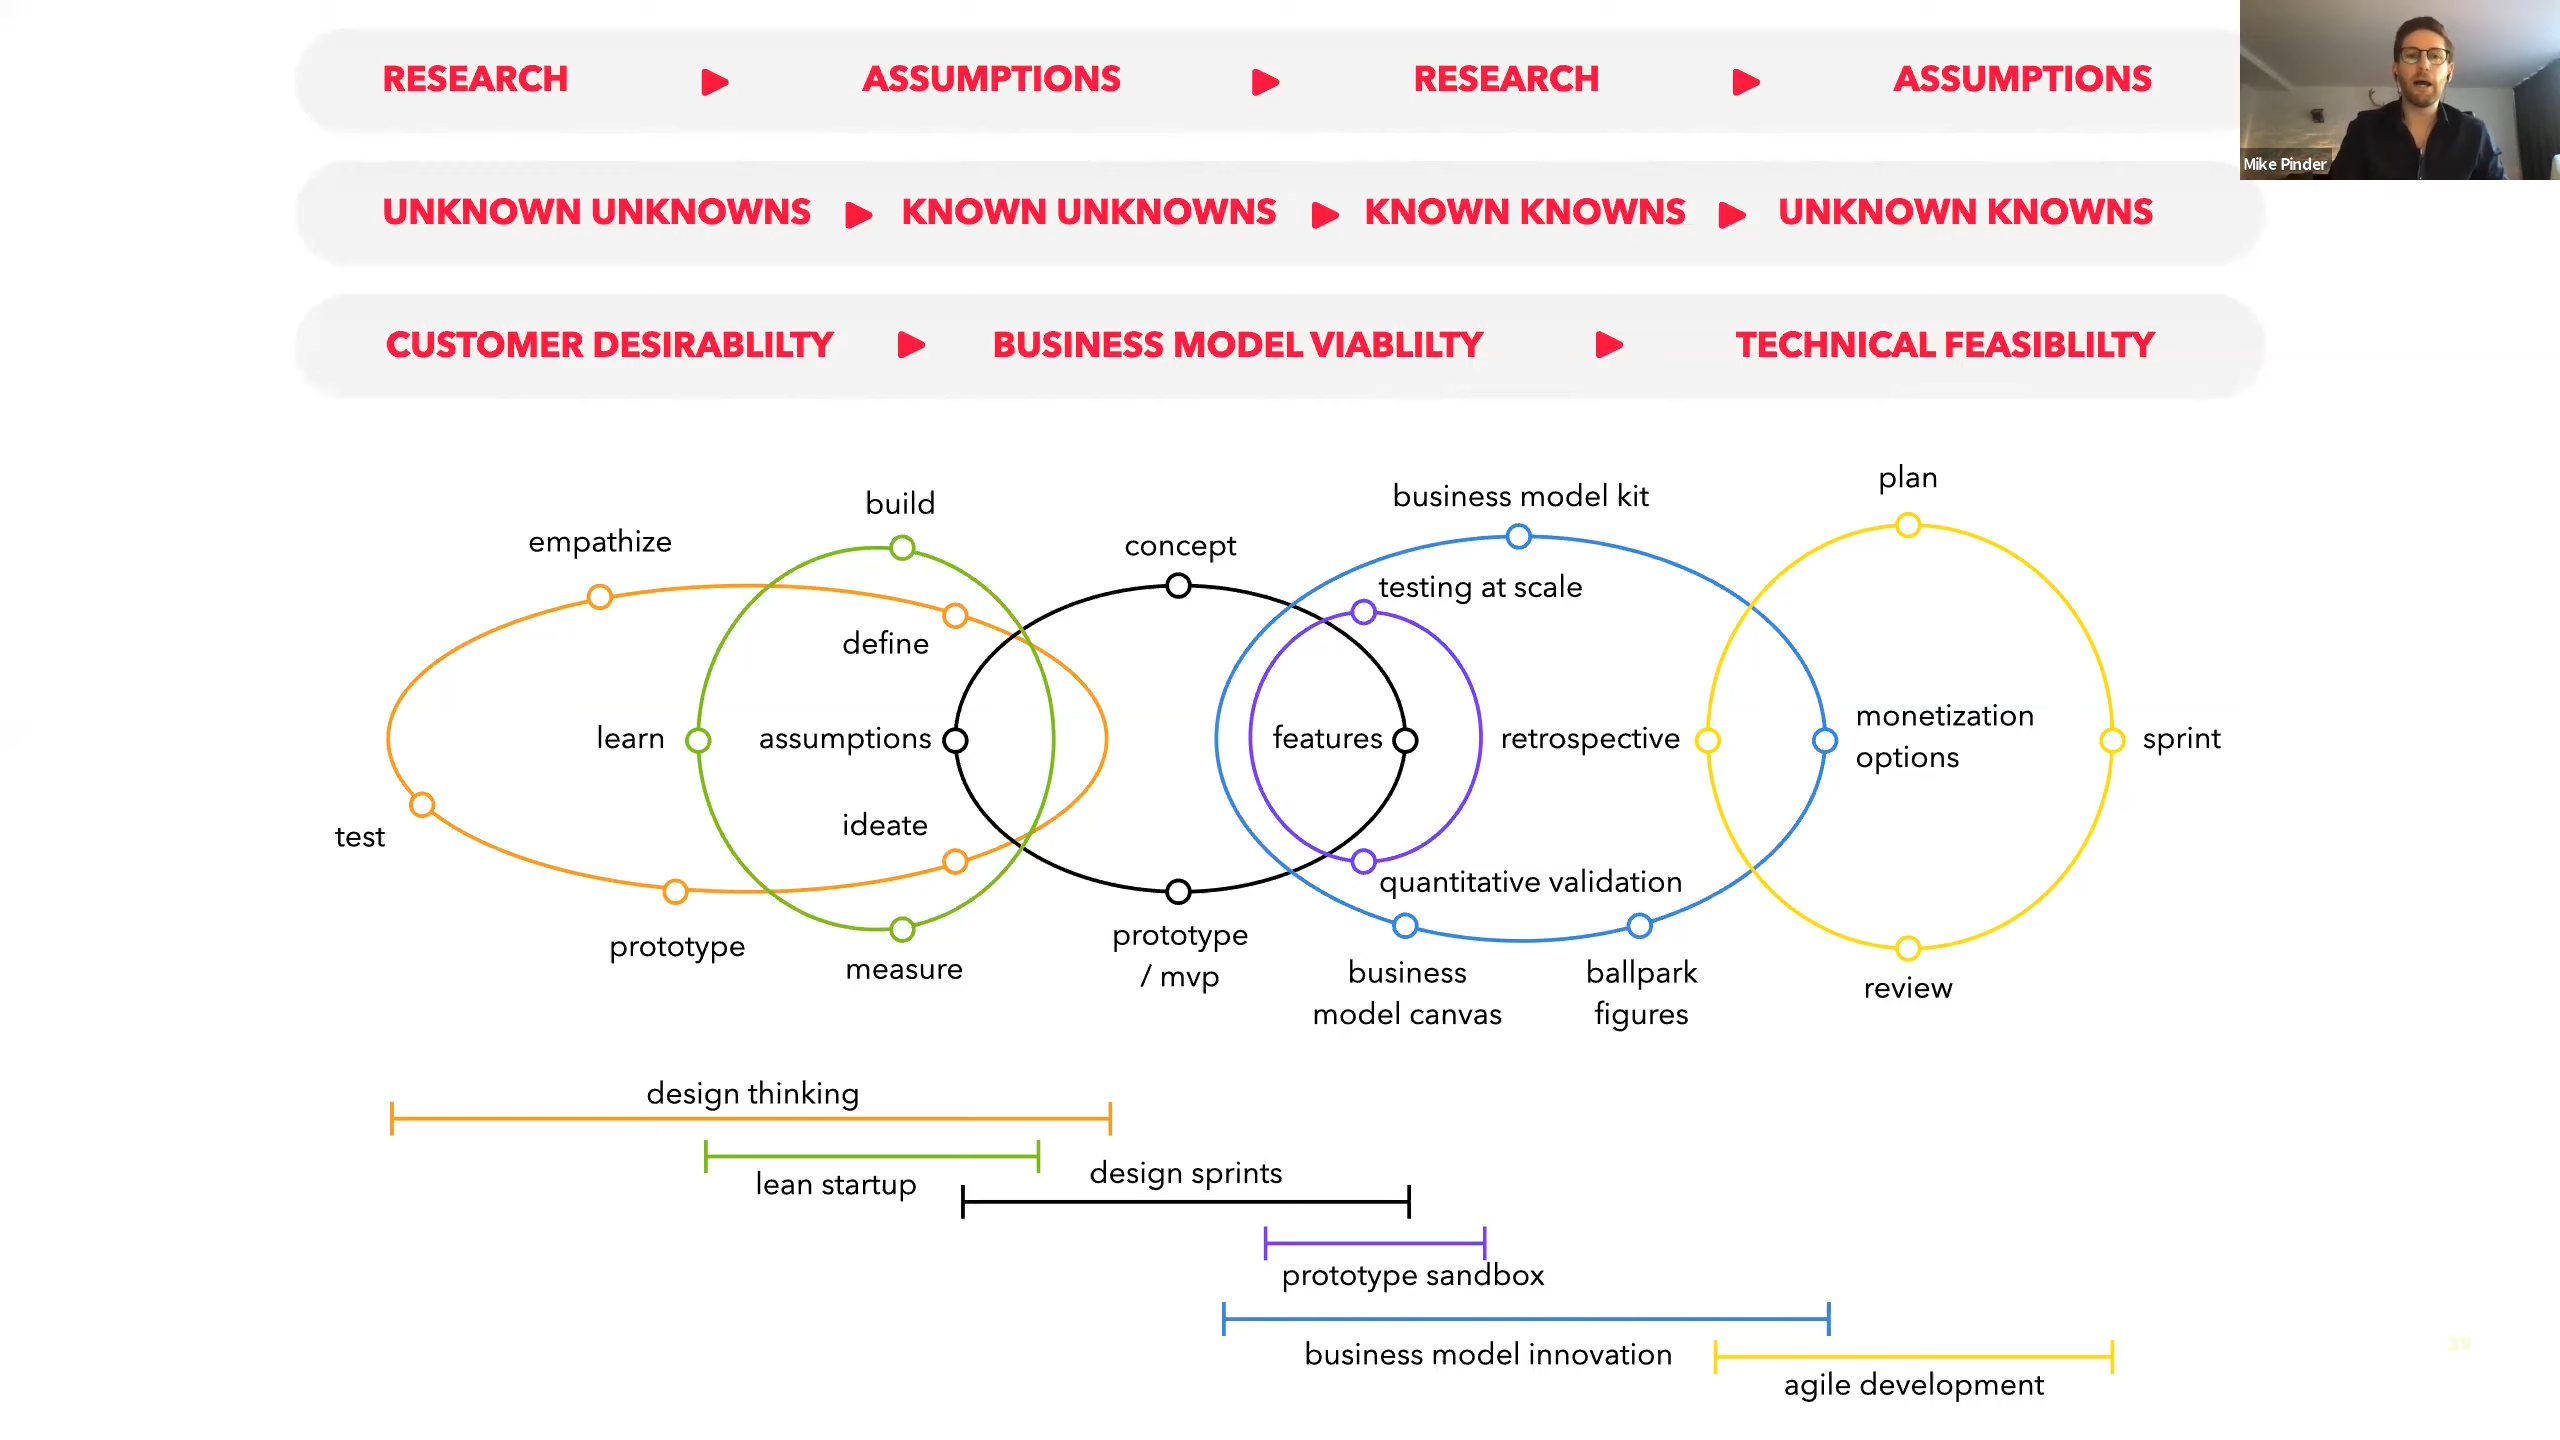 RESEARCH ASSUMPTIONS RESEARCH ASSUMPTIONS
Mike Pinder
UNKNOWN UNKNOWNS KNOWN UNKNOWNS KNOWN KNOWNS UNKNOWN KNOWNS
CUSTOMER DESIRABLILTY BUSINESS MODEL VIABLILTY TECHNICAL FEASIBLILTY
plan
business model kit
build
empathize
concept
testing at scale
define
learn
assumptions
features
retrospective
monetization
options
sprint
ideate
test
quantitative validation
prototype
measure
prototype
/ mvp
business
model canvas
ballpark
figures
review
design thinking
lean startup
design sprints
prototype sandbox
business model innovation
agile development
39